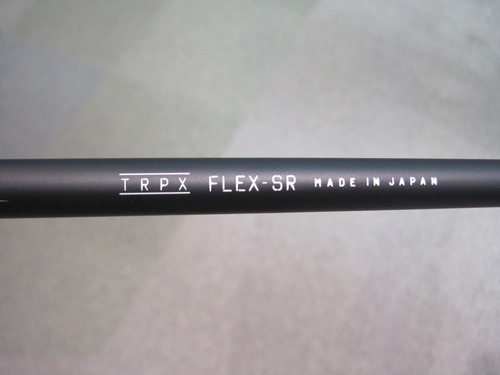 TRPX FLEX-SR MADE IN JAPAN